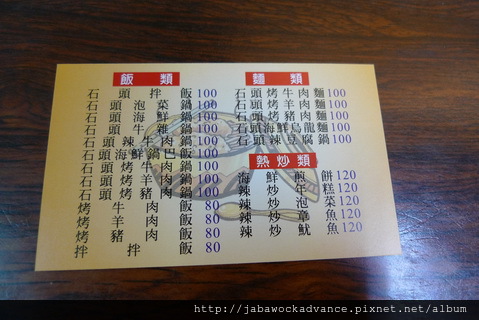 飯類
石頭拌飯 100
石頭泡菜鍋 100
石頭海鮮鍋 100
石頭牛雜鍋 100
石頭辣牛肉鍋 100
石頭海鮮鍋巴飯 100
石頭烤牛肉鍋 100
石頭烤羊肉鍋 100
石頭烤豬肉鍋 100
烤牛肉飯 80
烤羊肉飯 80
烤豬肉飯 80
拌拌飯 80
麵類
石頭烤牛肉麵 100
石頭烤羊肉麵 100
石頭烤豬肉麵 100
石頭海鮮烏龍麵 100
石頭辣豆腐鍋 100
熱炒類
海鮮煎餅 120
辣炒年糕 120
辣炒泡菜 120
辣炒章魚 120
辣炒魷魚 120
http://jabawockadvance.pixnet.net/album